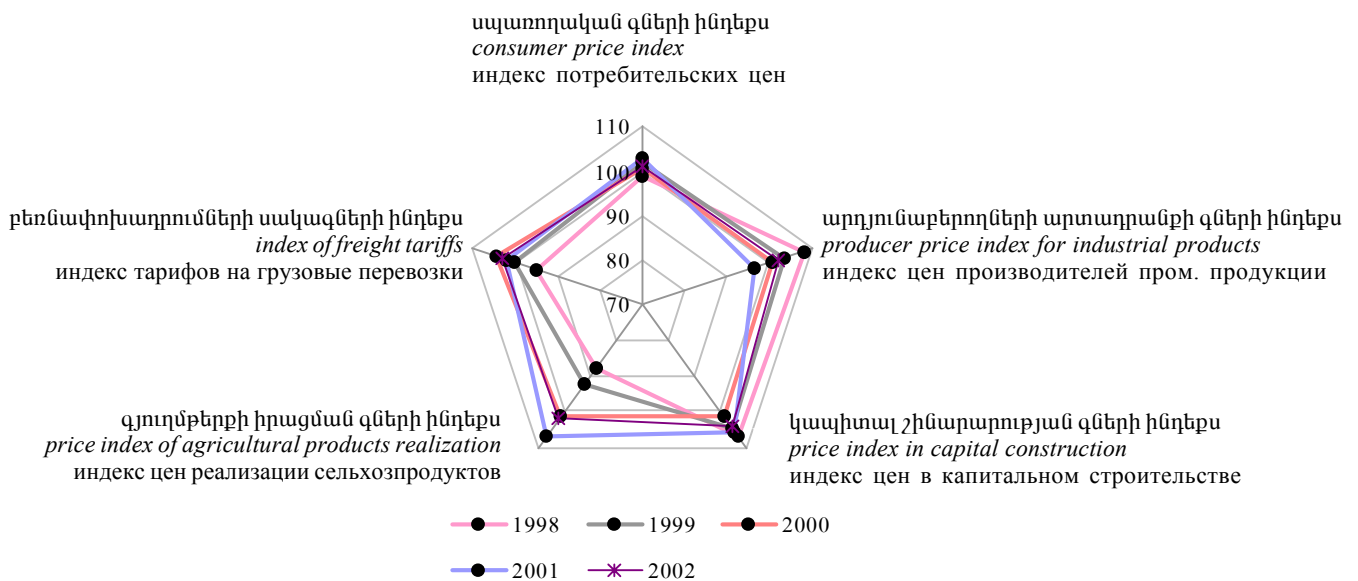 սպառողական գների ինդեքս
consumer price index
индекс потребительских цен
110
100
90
80
70
բեռնափոխադրումների սակագների ինդեքս
index of freight tariffs
индекс тарифов на грузовые перевозки
արդյունաբերողների արտադրանքի գների ինդեքս
producer price index for industrial products
индекс цен производителей пром. продукции
գյուղմթերքի իրացման գների ինդեքս
price index of agricultural products realization
индекс цен реализации сельхозпродуктов
կապիտալ շինարարության գների ինդեքս
price index in capital construction
индекс цен в капитальном строительстве
1998 1999 2000
2001 2002